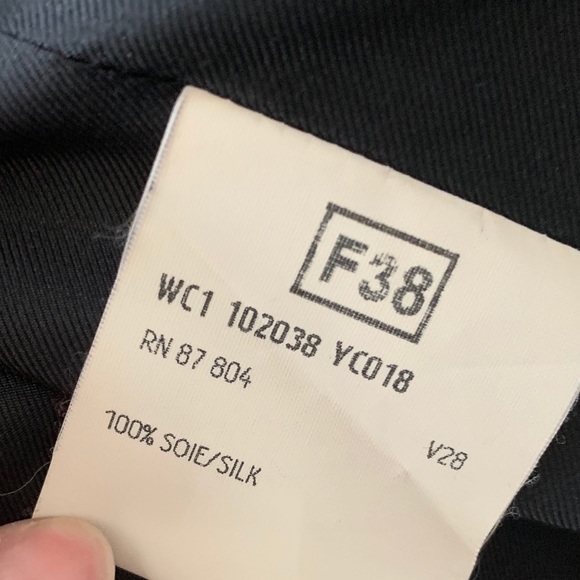 F38
WC1 102038 YC018
RN 87 804
100% SOIE/SILK
V28